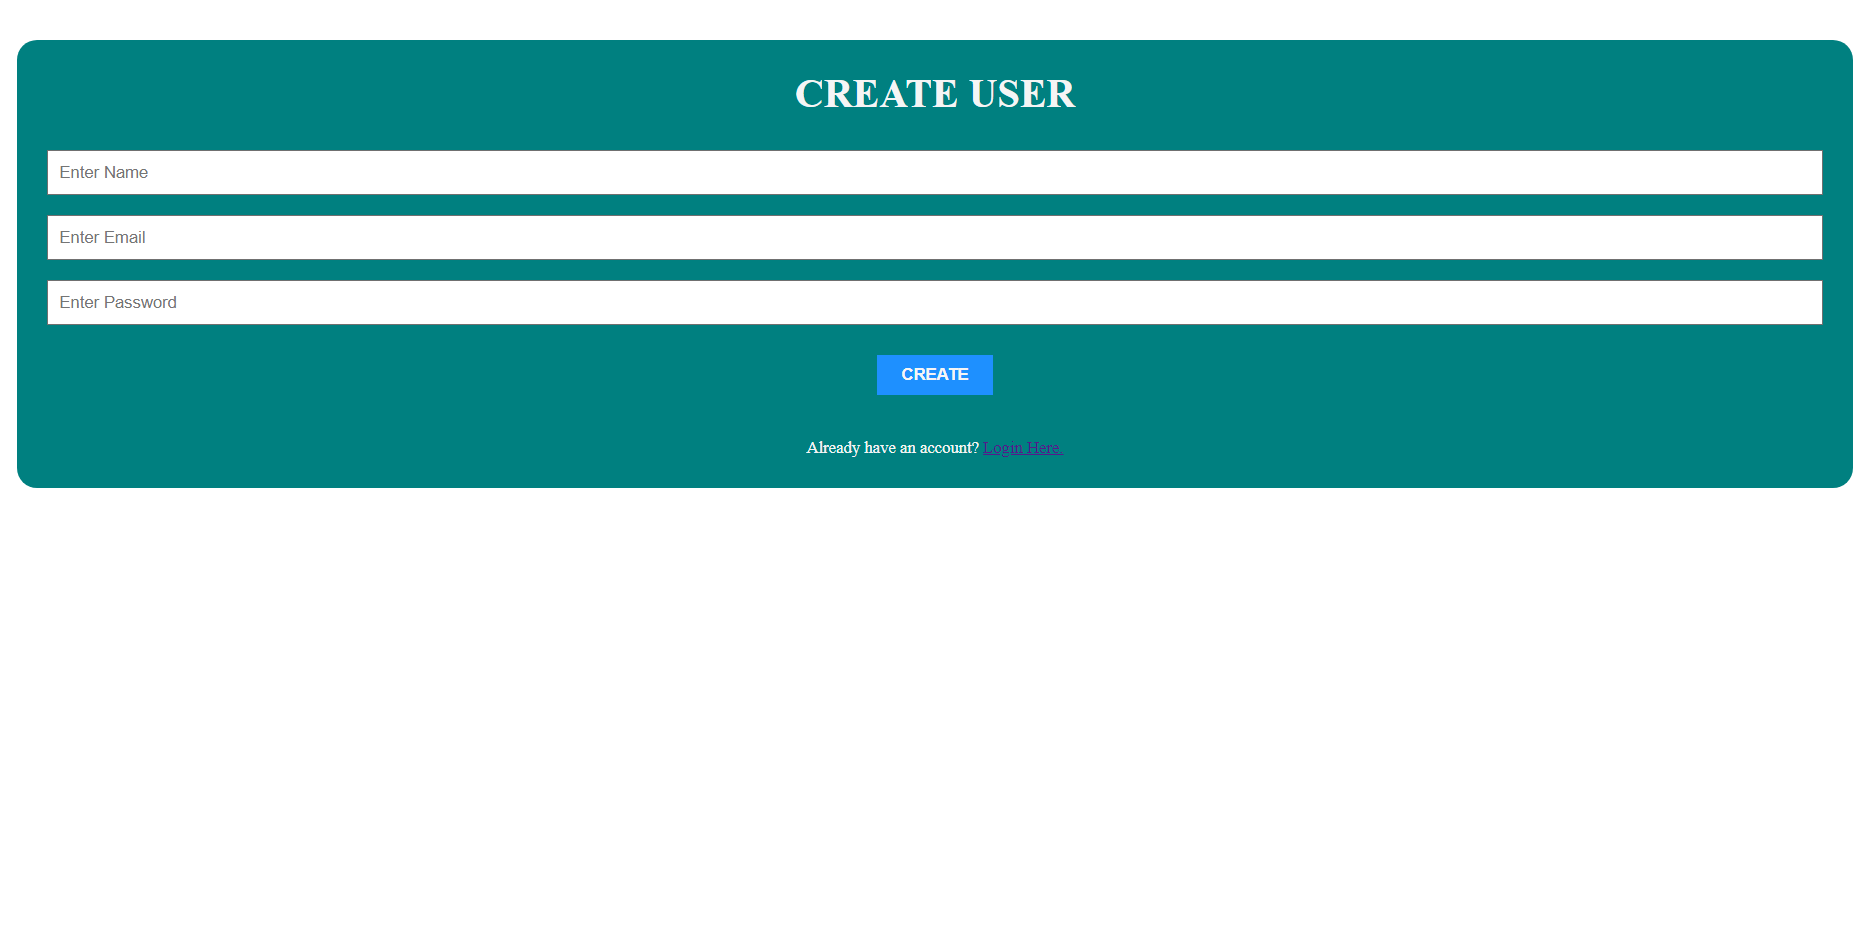 CREATE USER
Enter Name
Enter Email
Enter Password
CREATE
Already have an account? Login Here.